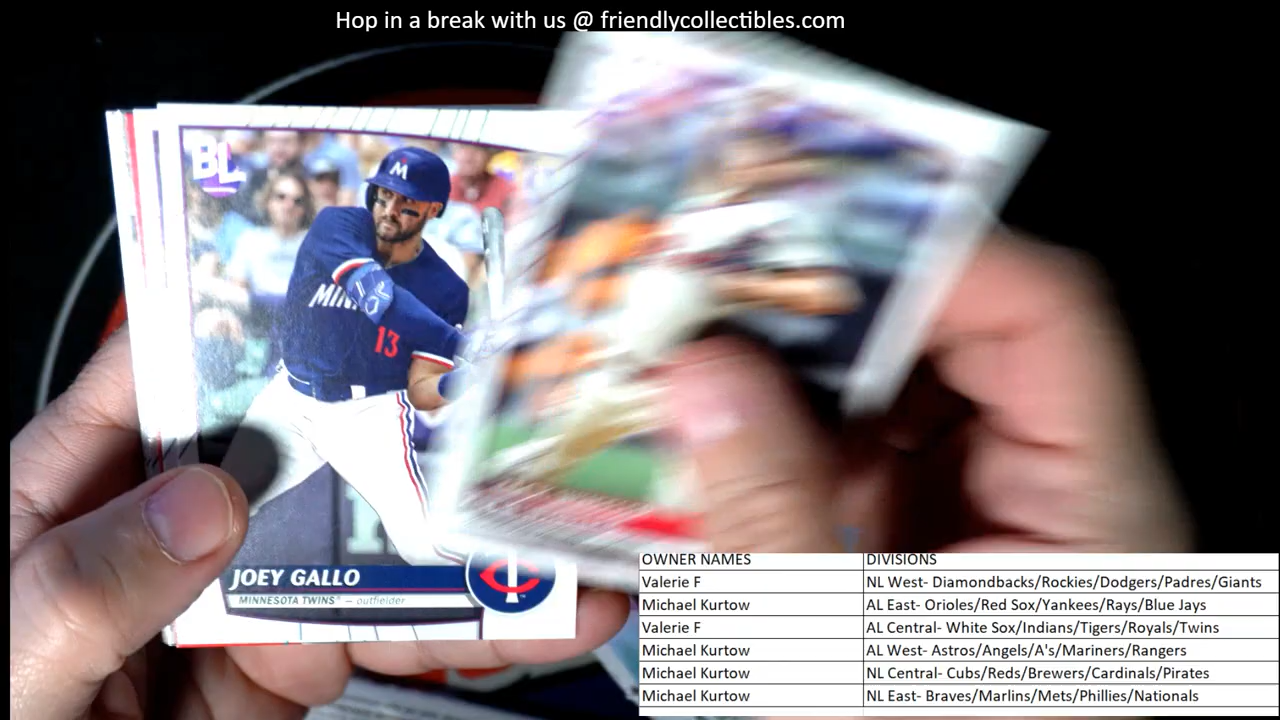 Hop in a break with us @ friendlycollectibles.com
BL
M
MIN
13
JOEY GALLO
MINNESOTA TWINS® — outfielder
OWNER NAMES DIVISIONS
Valerie F NL West- Diamondbacks/Rockies/Dodgers/Padres/Giants
Michael Kurtow AL East- Orioles/Red Sox/Yankees/Rays/Blue Jays
Valerie F AL Central- White Sox/Indians/Tigers/Royals/Twins
Michael Kurtow AL West- Astros/Angels/A's/Mariners/Rangers
Michael Kurtow NL Central- Cubs/Reds/Brewers/Cardinals/Pirates
Michael Kurtow NL East- Braves/Marlins/Mets/Phillies/Nationals